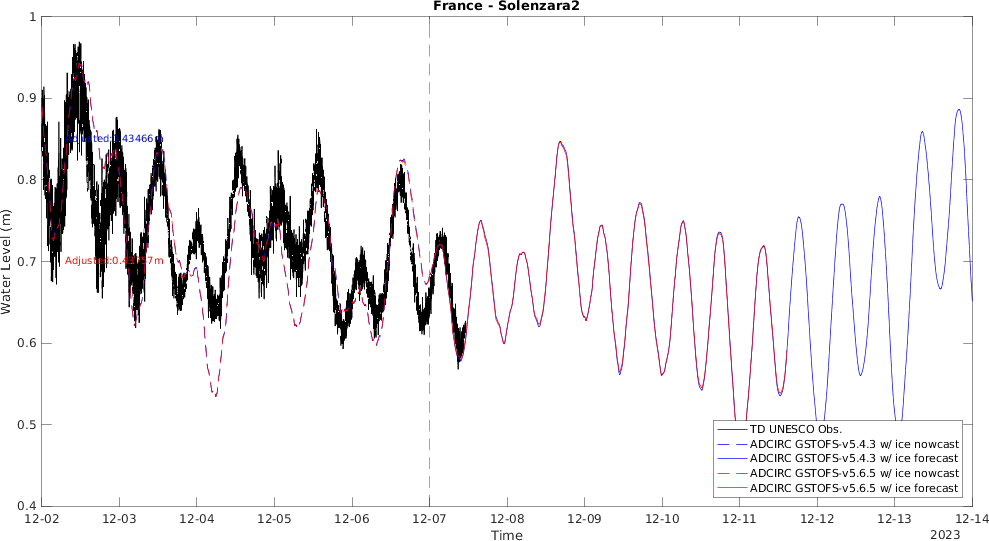 France - Solenzara2
1
0.9
0.8
0.7
0.6
0.5
0.4
Water Level (m)
Adjusted:0.7m
12-02
12-03
12-04
12-05
12-06
12-07
12-08
12-09
12-10
12-11
12-12
12-13
12-14
Time
2023
TD UNESCO Obs.
ADCIRC GSTOFS-v5.4.3 w/ ice nowcast
ADCIRC GSTOFS-v5.4.3 w/ ice forecast
ADCIRC GSTOFS-v5.6.5 w/ ice nowcast
ADCIRC GSTOFS-v5.6.5 w/ ice forecast